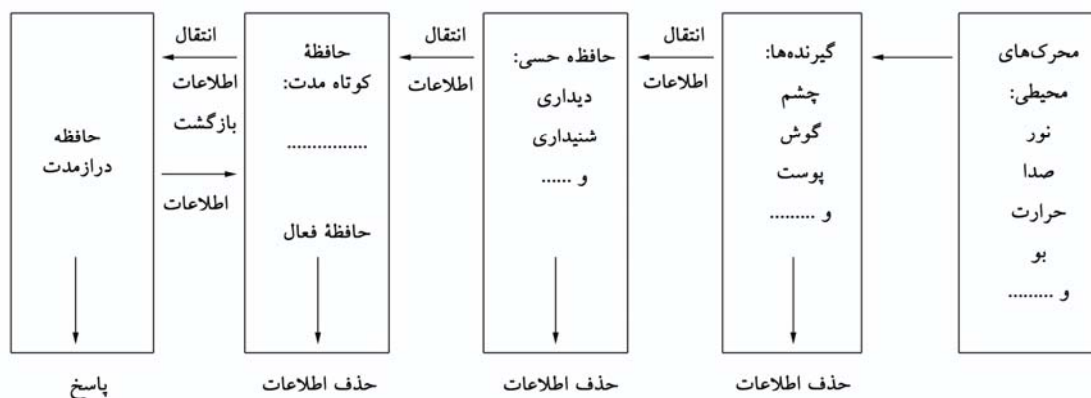 محرک‌های
محیطی:
نور
صدا
حرارت
بو
و .........
گیرنده‌ها:
چشم
گوش
پوست
و .........
حذف اطلاعات
انتقال
اطلاعات
حافظه حسی:
دیداری
شنیداری
و ......
حذف اطلاعات
انتقال
اطلاعات
حافظهٔ
کوتاه مدت:
................
حافظهٔ فعال
حذف اطلاعات
انتقال
اطلاعات
بازگشت
اطلاعات
حافظه
درازمدت
پاسخ